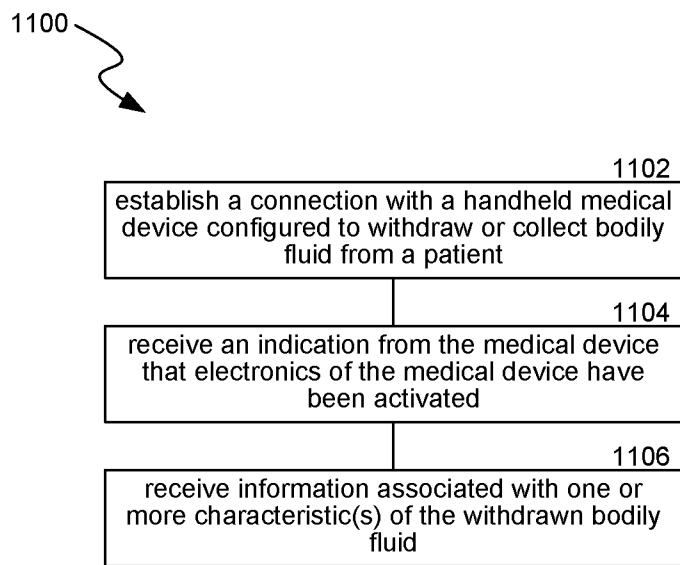 1100
1102
establish a connection with a handheld medical
device configured to withdraw or collect bodily
fluid from a patient
1104
receive an indication from the medical device
that electronics of the medical device have
been activated
1106
receive information associated with one or
more characteristic(s) of the withdrawn bodily
fluid